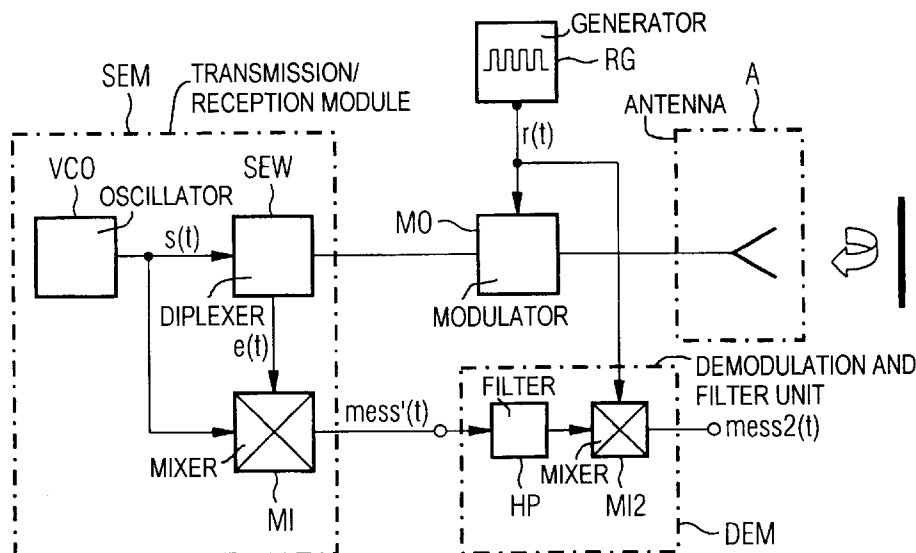 GENERATOR
RG
SEM
TRANSMISSION/
RECEPTION MODULE
A
ANTENNA
r(t)
VCO
OSCILLATOR
SEW
s(t)
MO
DIPLEXER
MODULATOR
e(t)
DEMODULATION AND
FILTER UNIT
FILTER
mess'(t)
mess2(t)
MIXER
MIXER
MI
HP
MI2
DEM